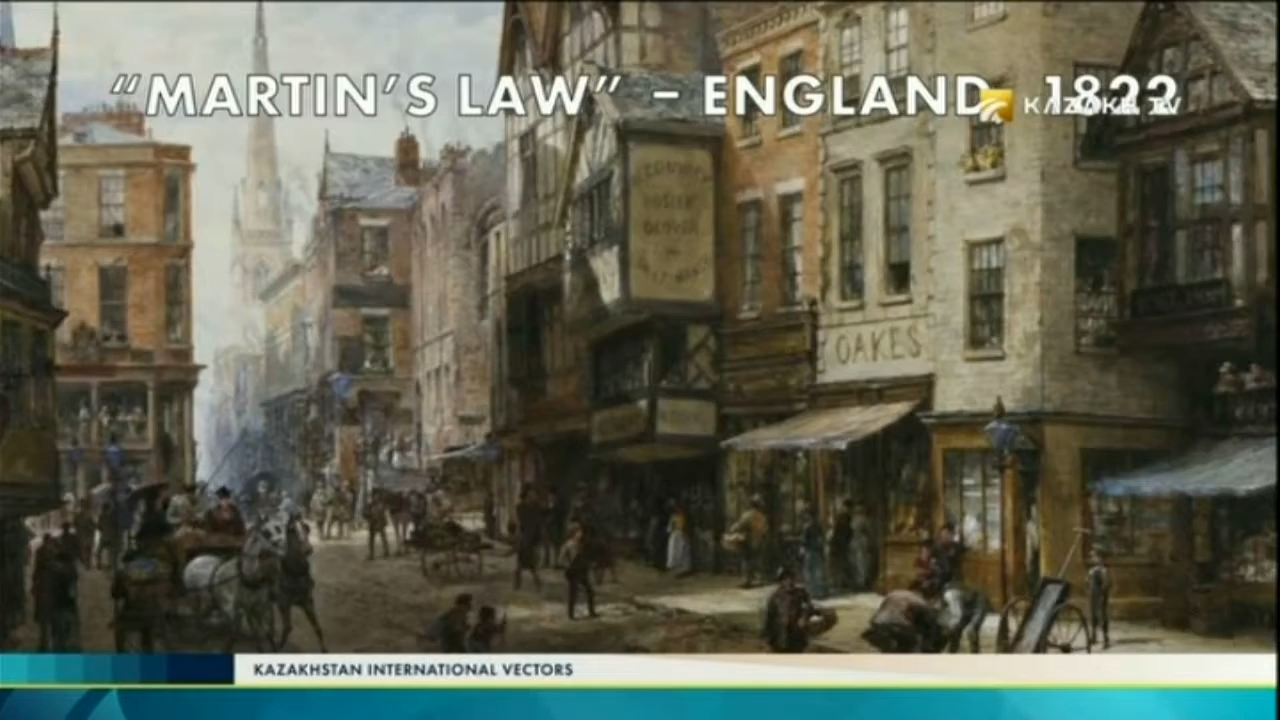 “MARTIN’S LAW” – ENGLAND, 1822
KAZAKH TV
OAKES
KAZAKHSTAN INTERNATIONAL VECTORS